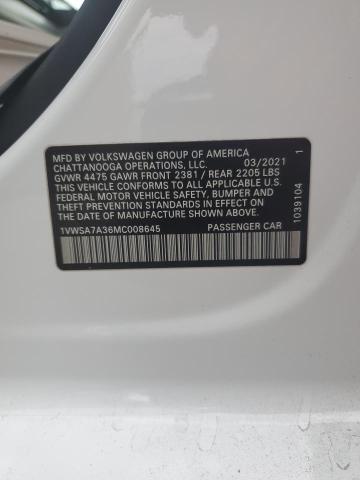 MFD BY VOLKSWAGEN GROUP OF AMERICA
CHATTANOOGA OPERATIONS, LLC. 03/2021 1
GVWR 4475 GAWR FRONT 2381 / REAR 2205 LBS
THIS VEHICLE CONFORMS TO ALL APPLICABLE
FEDERAL MOTOR VEHICLE SAFETY, BUMPER AND
THEFT PREVENTION STANDARDS IN EFFECT ON
THE DATE OF MANUFACTURE SHOWN ABOVE.
1VWSA7A36MC008645 PASSENGER CAR
1039104